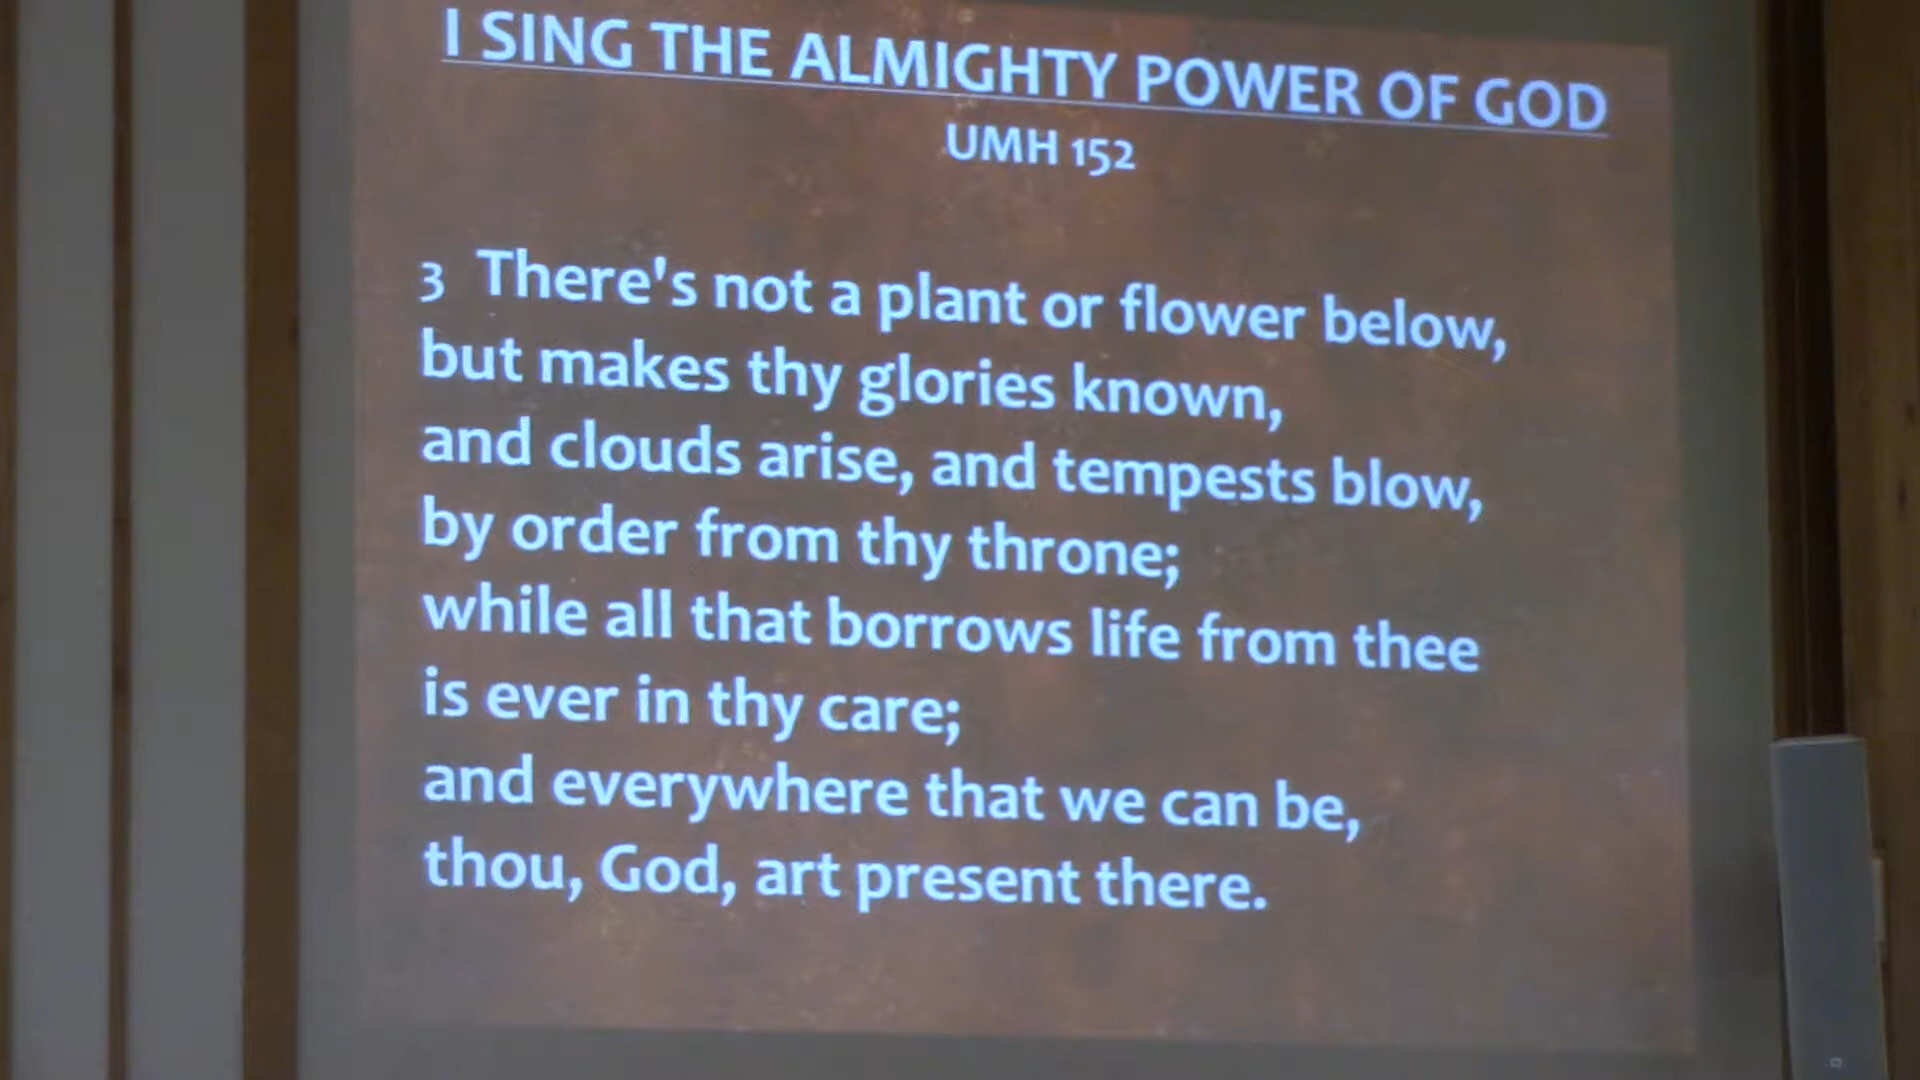 I SING THE ALMIGHTY POWER OF GOD
UMH 152
3 There's not a plant or flower below,
but makes thy glories known,
and clouds arise, and tempests blow,
by order from thy throne;
while all that borrows life from thee
is ever in thy care;
and everywhere that we can be,
thou, God, art present there.